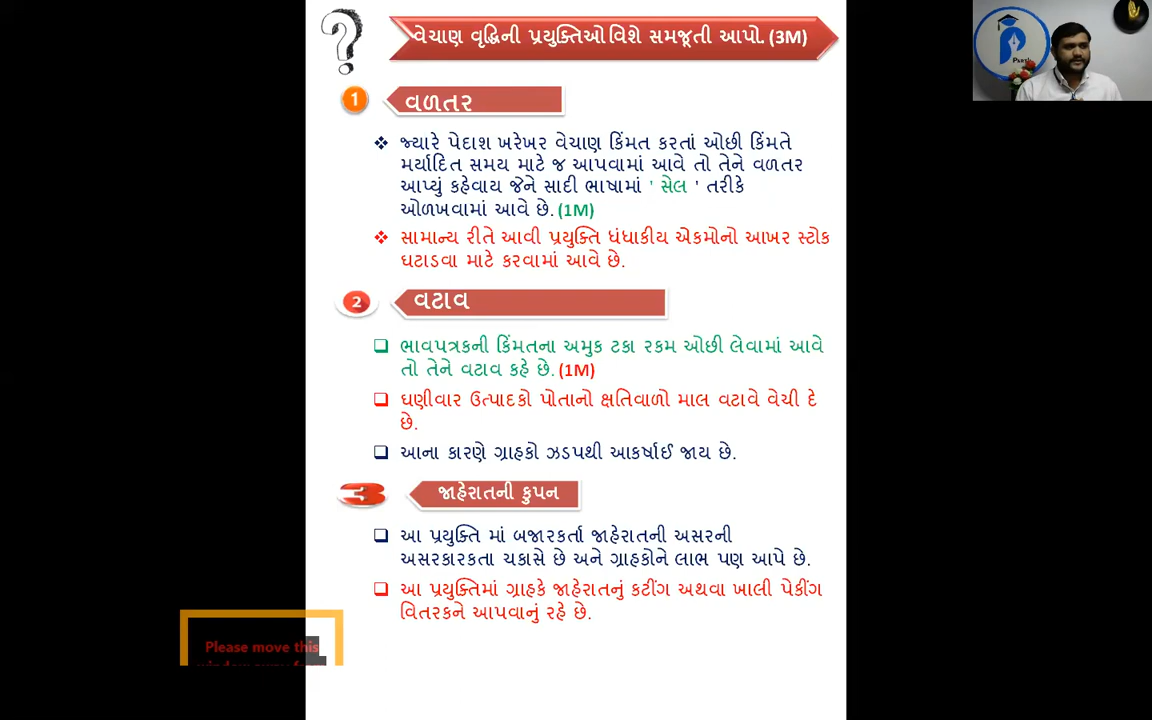 વેચાણ વૃદ્ધિની પ્રયુક્તિઓ વિશે સમજૂતી આપો. (3M)
1 વળતર
❖ જ્યારે પેદાશ ખરેખર વેચાણ કિંમત કરતાં ઓછી કિંમતે
મર્યાદિત સમય માટે જ આપવામાં આવે તો તેને વળતર
આપ્યું કહેવાય જેને સાદી ભાષામાં ' સેલ ' તરીકે
ઓળખવામાં આવે છે. (1M)
❖ સામાન્ય રીતે આવી પ્રયુક્તિ ધંધાકીય એકમોનો આખર સ્ટોક
ઘટાડવા માટે કરવામાં આવે છે.
2 વટાવ
❑ ભાવપત્રકની કિંમતના અમુક ટકા રકમ ઓછી લેવામાં આવે
તો તેને વટાવ કહે છે. (1M)
❑ ઘણીવાર ઉત્પાદકો પોતાનો ક્ષતિવાળો માલ વટાવે વેચી દે
છે.
❑ આના કારણે ગ્રાહકો ઝડપથી આકર્ષાઈ જાય છે.
3 જાહેરાતની કુપન
❑ આ પ્રયુક્તિ માં બજારકર્તા જાહેરાતની અસરની
અસરકારકતા ચકાસે છે અને ગ્રાહકોને લાભ પણ આપે છે.
❑ આ પ્રયુક્તિમાં ગ્રાહકે જાહેરાતનું કટીંગ અથવા ખાલી પેકીંગ
વિતરકને આપવાનું રહે છે.
Please move this